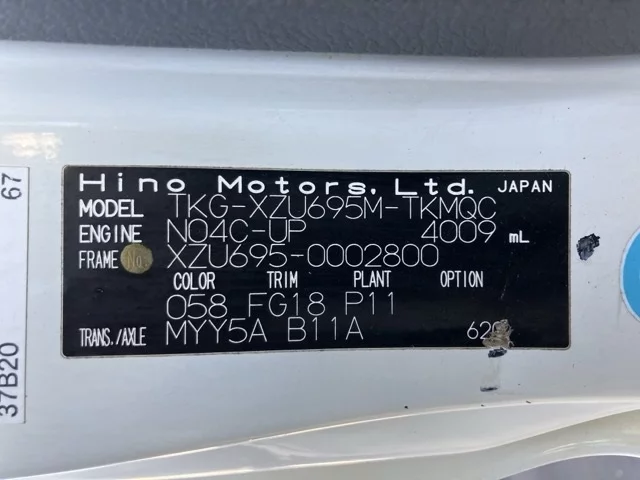 Hino Motors, Ltd. JAPAN
MODEL TKG-XZU695M-TKMQC
ENGINE N04C-UP 4009 mL
FRAME No. XZU695-0002800
COLOR TRIM PLANT OPTION
058 FG18 P11
TRANS./AXLE MYY5A B11A
67
37B20